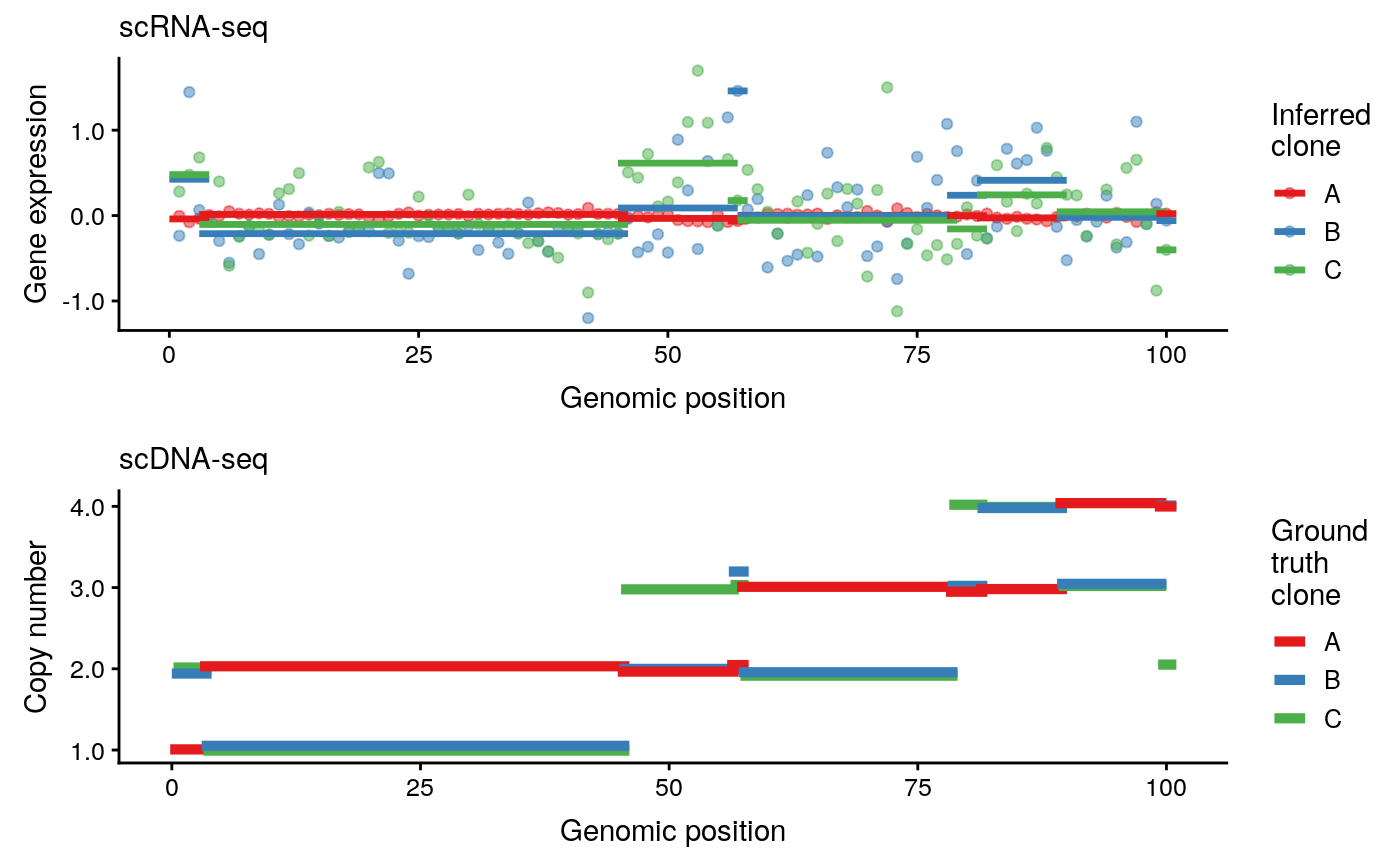 scRNA-seq
Gene expression
1.0
0.0
-1.0
0
25
50
75
100
Genomic position
Inferred
clone
A
B
C
scDNA-seq
Copy number
4.0
3.0
2.0
1.0
0
25
50
75
100
Genomic position
Ground
truth
clone
A
B
C